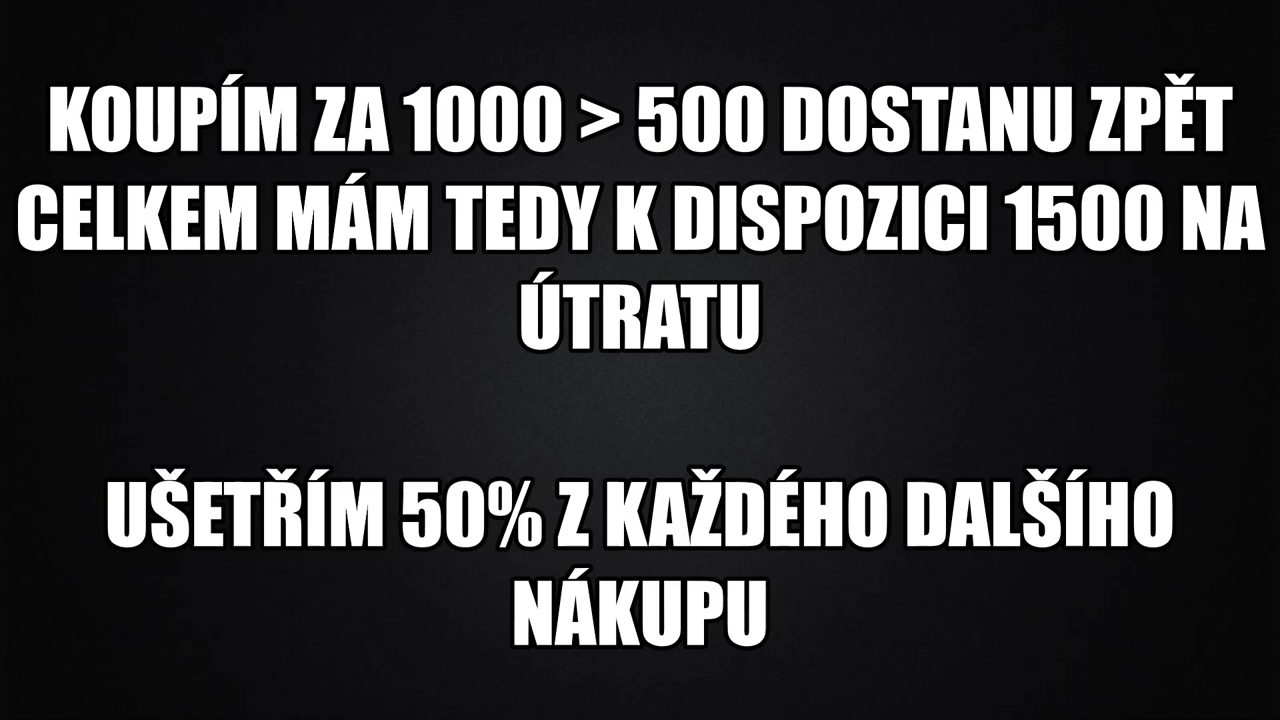 KOUPÍM ZA 1000 > 500 DOSTANU ZPĚT
CELKEM MÁM TEDY K DISPOZICI 1500 NA
ÚTRATU
UŠETŘÍM 50% Z KAŽDÉHO DALŠÍHO
NÁKUPU